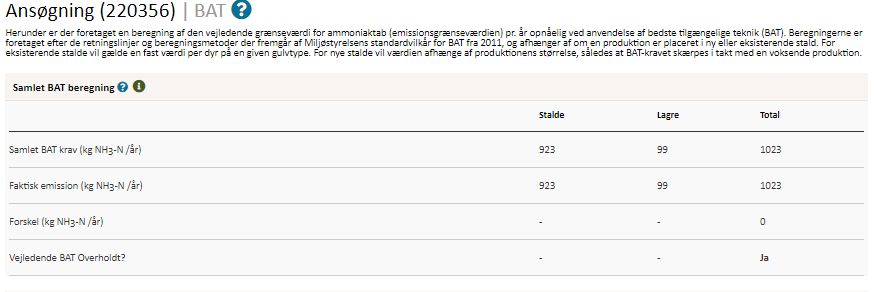 Ansøgning (220356) | BAT ?
Herunder er der foretaget en beregning af den vejledende grænseværdi for ammoniaktab (emissionsgrænseværdien) pr. år opnåelig ved anvendelse af bedste tilgængelige teknik (BAT). Beregningerne er
foretaget efter de retningslinjer og beregningsmetoder der fremgår af Miljøstyrelsens standardvilkår for BAT fra 2011, og afhænger af om en produktion er placeret i ny eller eksisterende stald. For
eksisterende stalde vil gælde en fast værdi per dyr på en given gulvtype. For nye stalde vil værdien afhænge af produktionens størrelse, således at BAT-kravet skærpes i takt med en voksende produktion.
Samlet BAT beregning ? i
Stalde Lagre Total
Samlet BAT krav (kg NH3-N /år) 923 99 1023
Faktisk emission (kg NH3-N /år) 923 99 1023
Forskel (kg NH3-N /år) - - 0
Vejledende BAT Overholdt? - - Ja